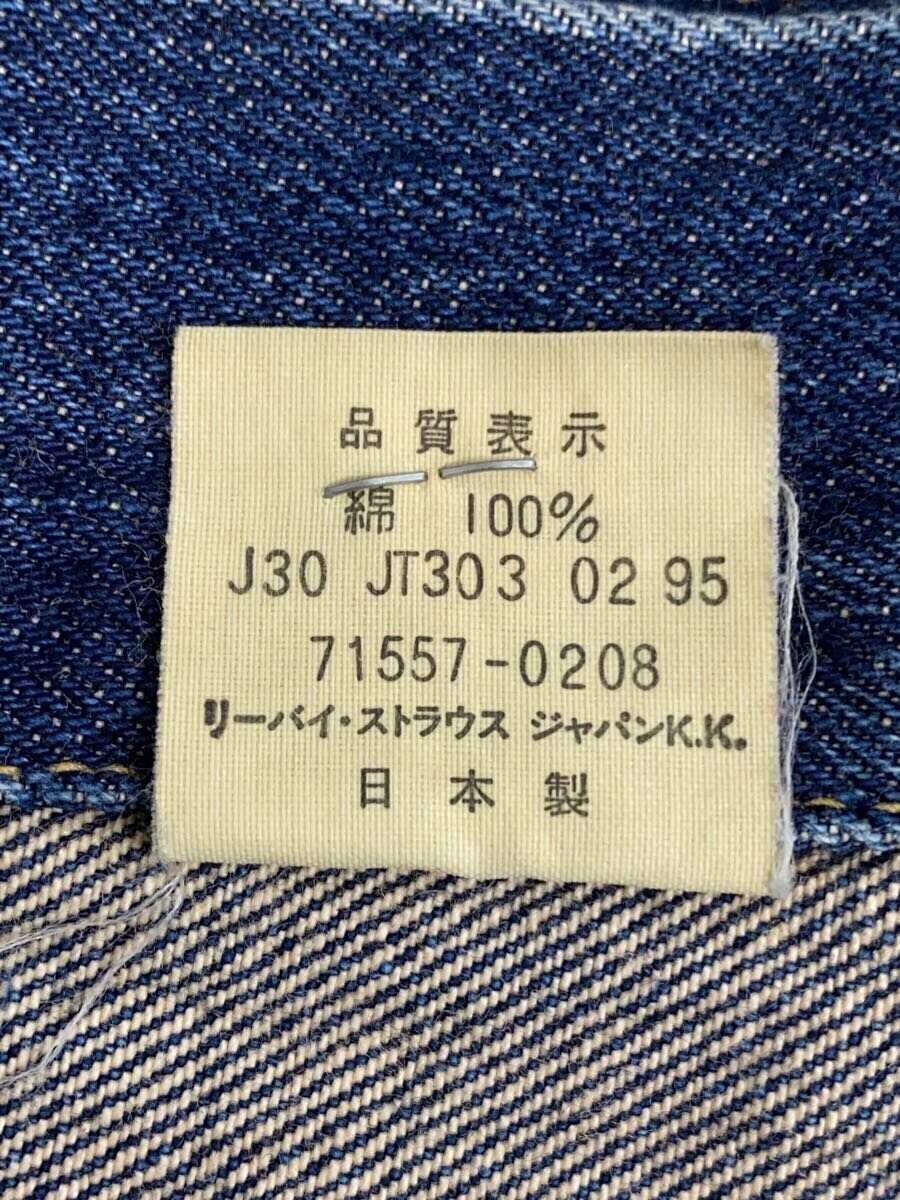 品質表示
綿 100%
J30 JT303 02 95
71557-0208
リーバイ・ストラウス ジャパンK.K.
日本製